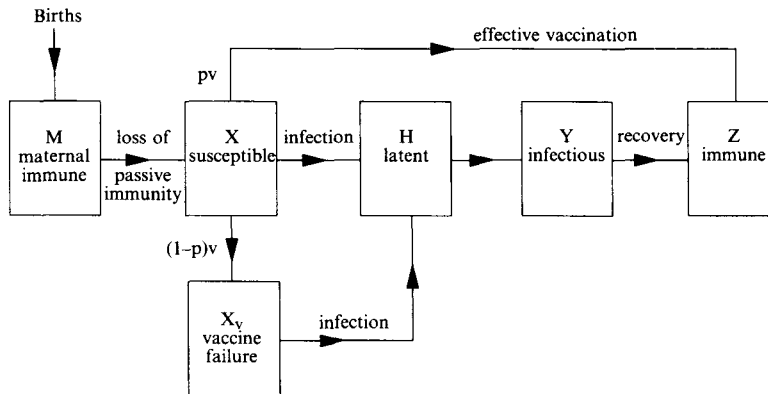 Births
effective vaccination
pv
M
maternal
immune
loss of
passive
immunity
X
susceptible
infection
H
latent
Y
infectious
recovery
Z
immune
(1–p)v
Xv
vaccine
failure
infection